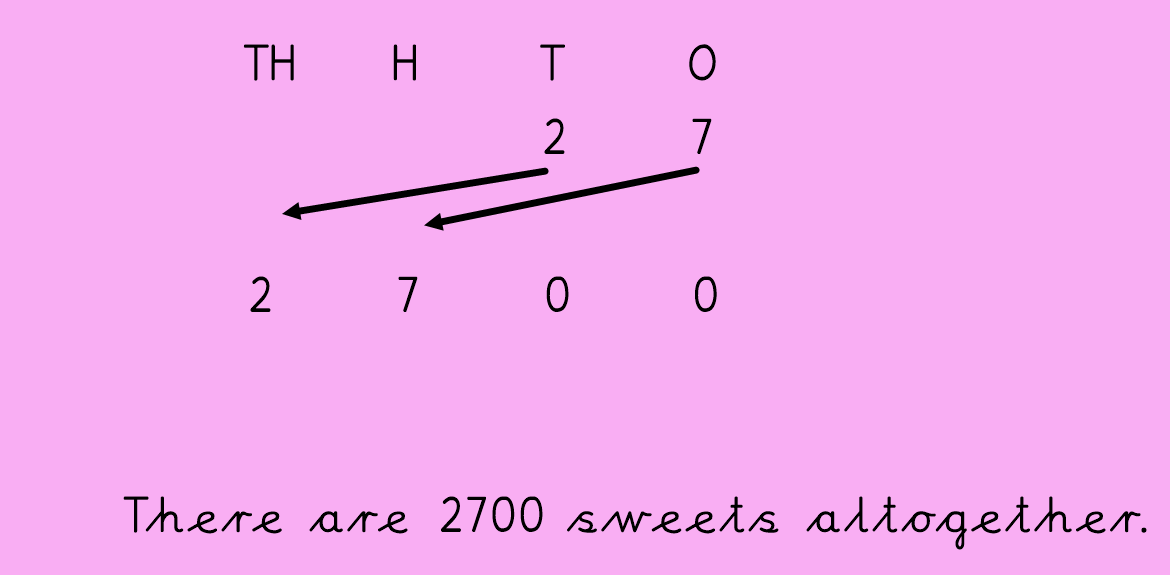 TH H T O
2 7
2 7 0 0
There are 2700 sweets altogether.